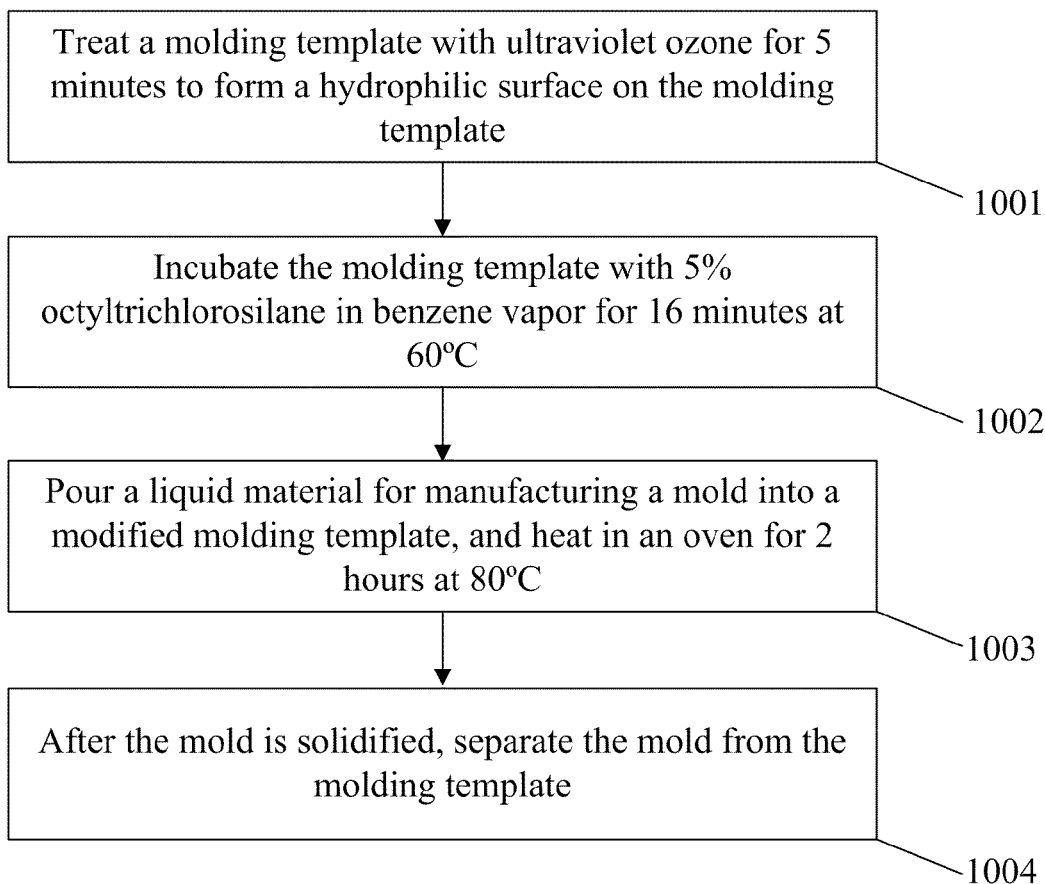 Treat a molding template with ultraviolet ozone for 5
minutes to form a hydrophilic surface on the molding
template
1001
Incubate the molding template with 5%
octyltrichlorosilane in benzene vapor for 16 minutes at
60ºC
1002
Pour a liquid material for manufacturing a mold into a
modified molding template, and heat in an oven for 2
hours at 80ºC
1003
After the mold is solidified, separate the mold from the
molding template
1004